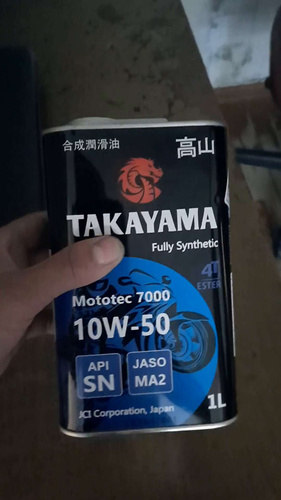 合成潤滑油 高山
TAKAYAMA
Fully Synthetic
4T
ESTER
Mototec 7000
10W-50
API
SN
JASO
MA2
JCI Corporation, Japan
1L